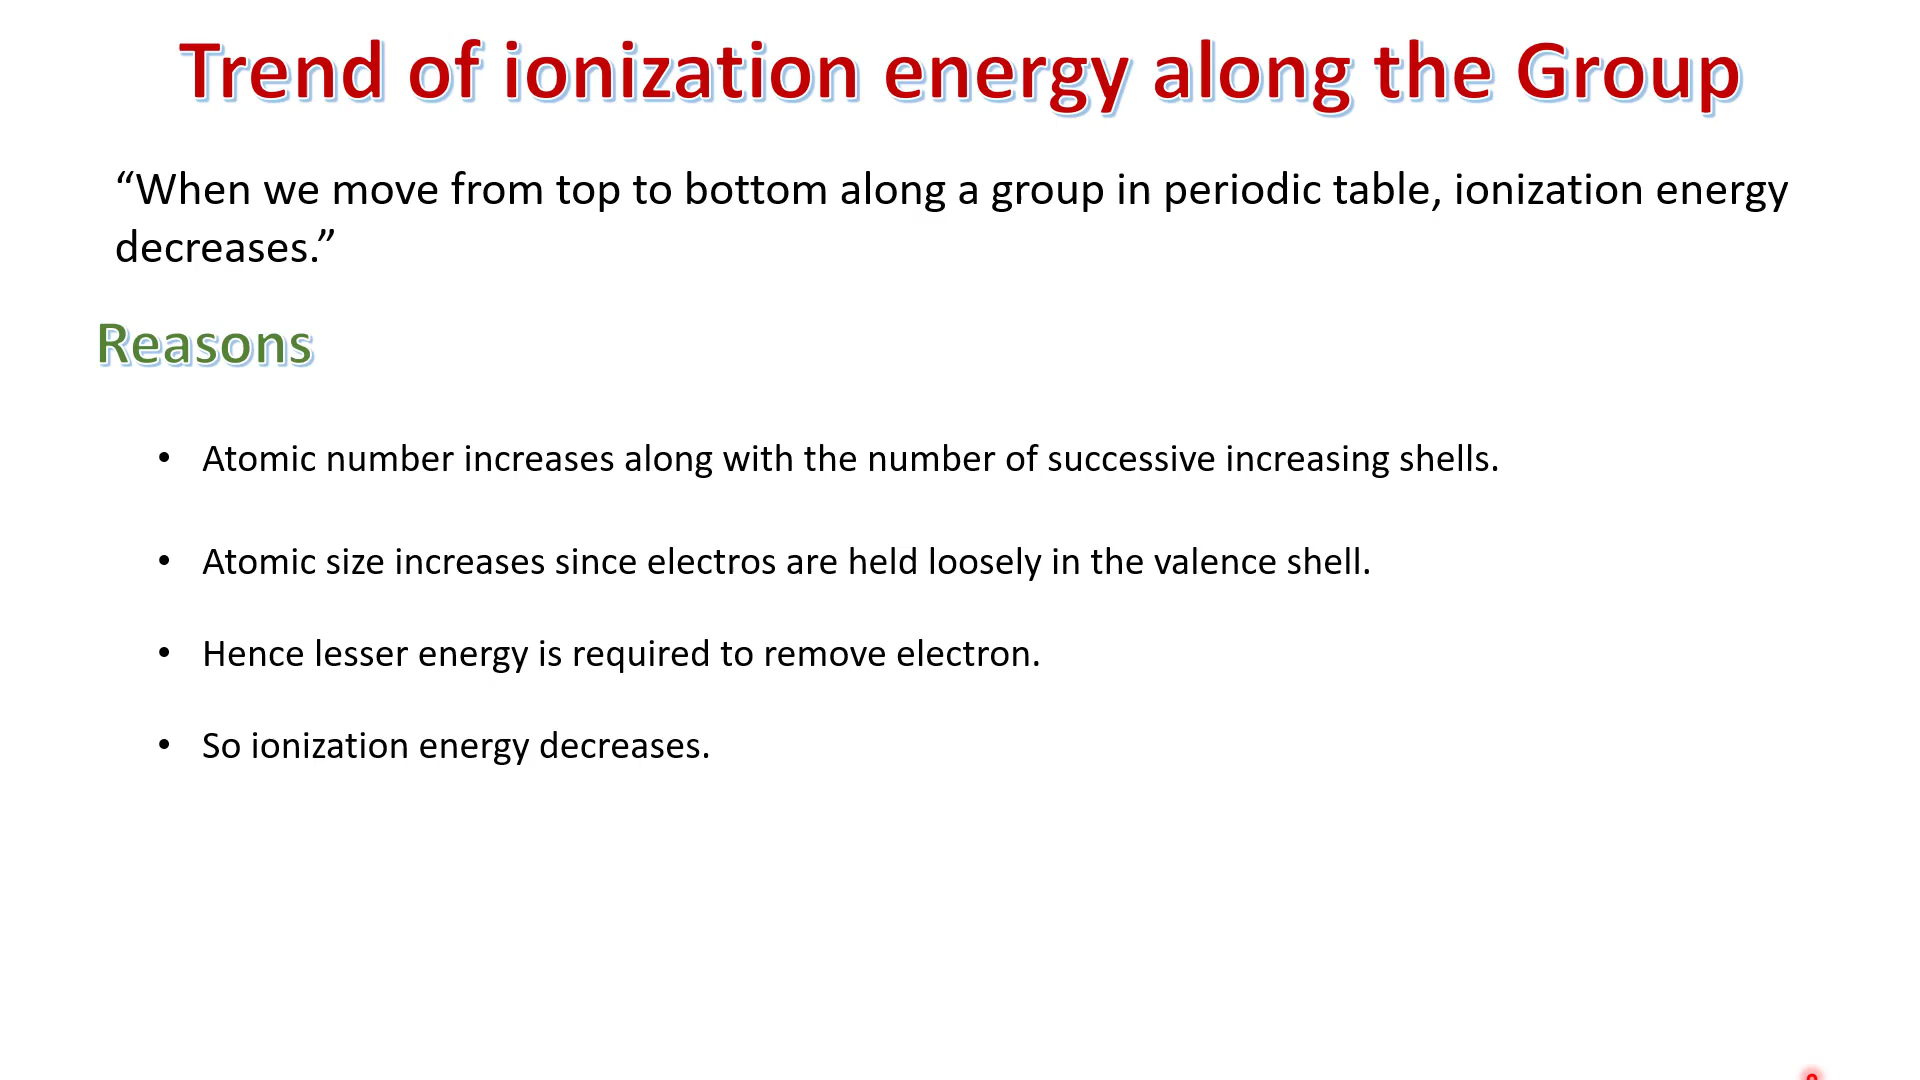 Trend of ionization energy along the Group
“When we move from top to bottom along a group in periodic table, ionization energy
decreases.”
Reasons
• Atomic number increases along with the number of successive increasing shells.
• Atomic size increases since electros are held loosely in the valence shell.
• Hence lesser energy is required to remove electron.
• So ionization energy decreases.